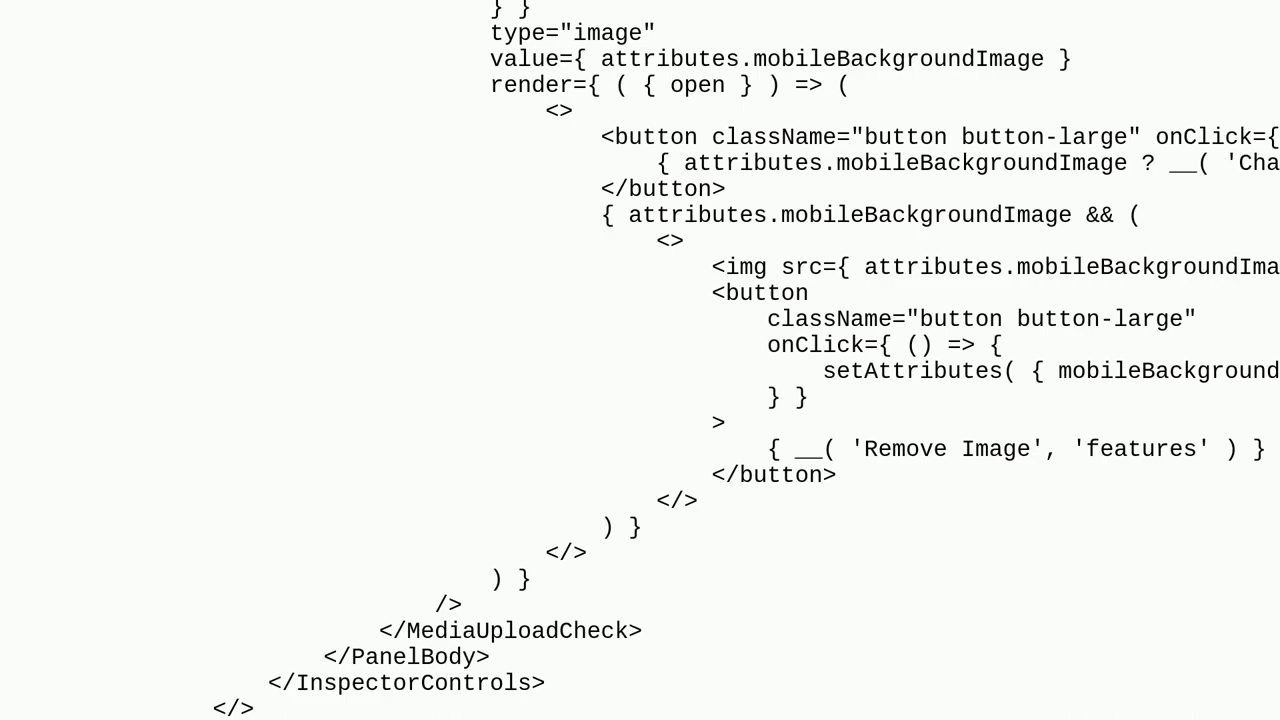 } }
type="image"
value={ attributes.mobileBackgroundImage }
render={ ( { open } ) => (
<>
<button className="button button-large" onClick={
{ attributes.mobileBackgroundImage ? __( 'Cha
</button>
{ attributes.mobileBackgroundImage && (
<>
<img src={ attributes.mobileBackgroundIma
<button
className="button button-large"
onClick={ () => {
setAttributes( { mobileBackground
} }
>
{ __( 'Remove Image', 'features' ) }
</button>
</>
) }
</>
) }
/>
</MediaUploadCheck>
</PanelBody>
</InspectorControls>
</>